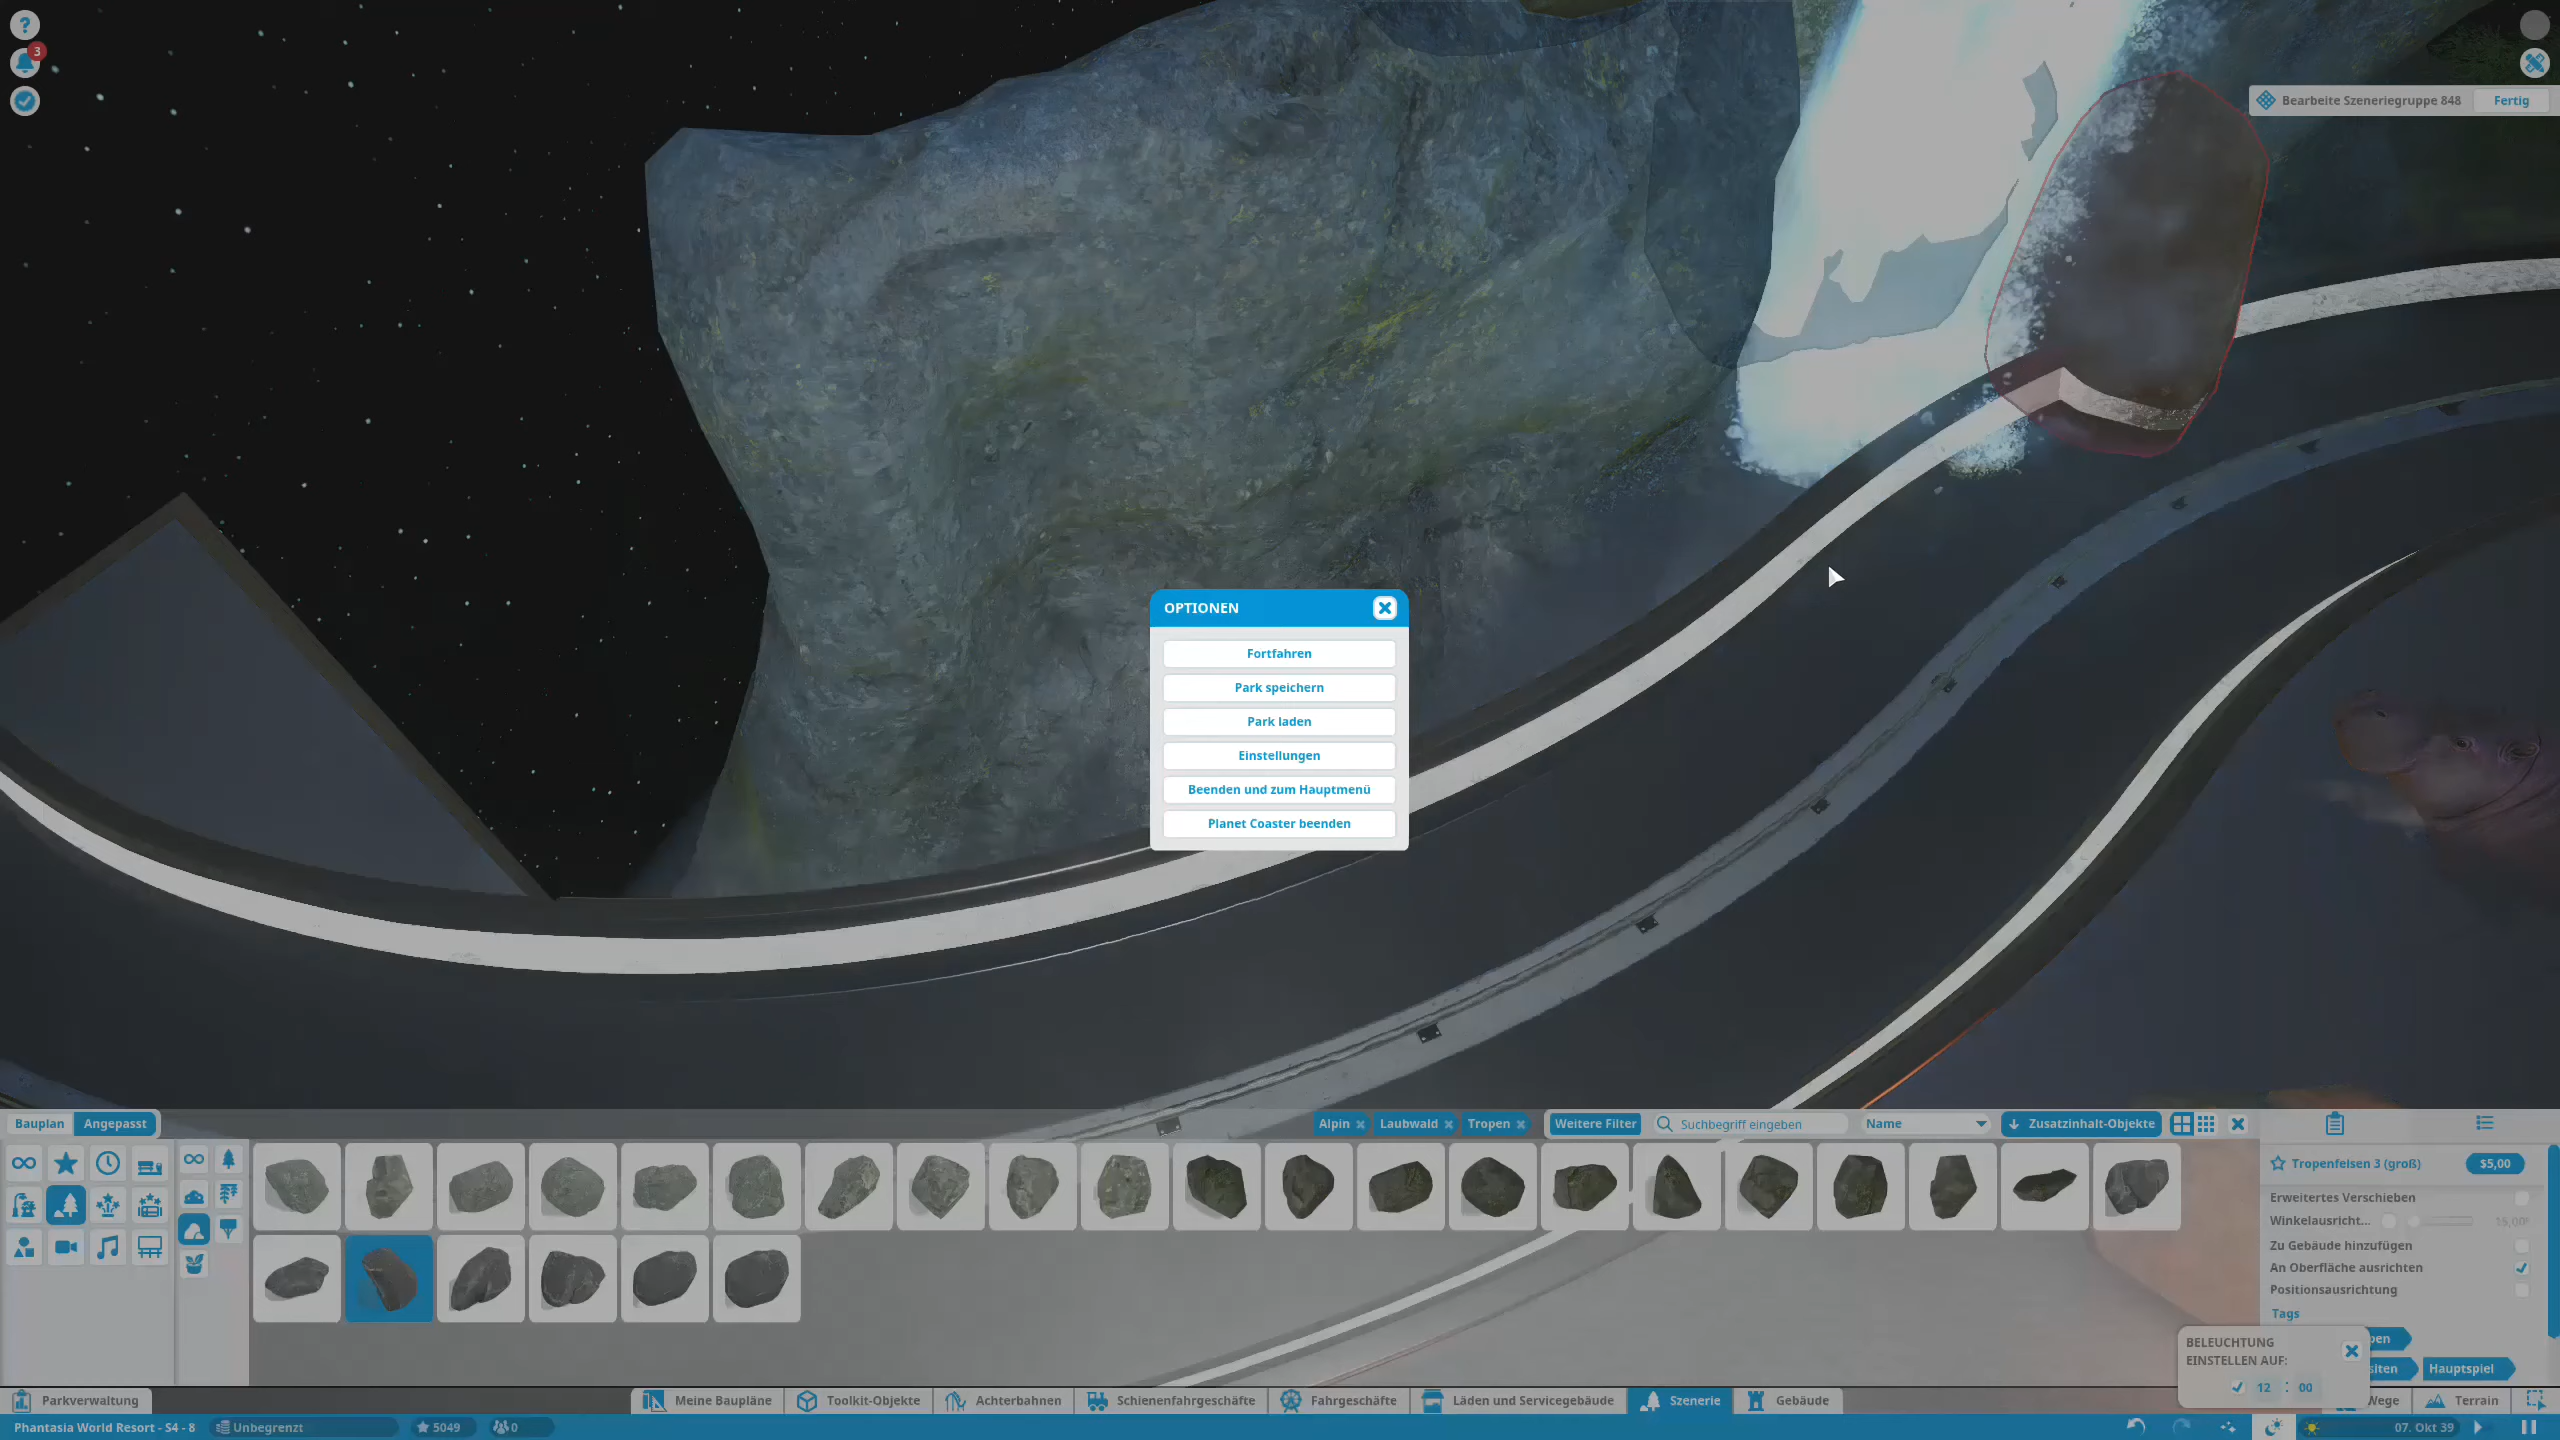 ?
3
Bearbeite Szeneriegruppe 848
Fertig
OPTIONEN
Fortfahren
Park speichern
Park laden
Einstellungen
Beenden und zum Hauptmenü
Planet Coaster beenden
Bauplan
Angepasst
Alpin
Laubwald
Tropen
Weitere Filter
Suchbegriff eingeben
Name
Zusatzinhalt-Objekte
Tropenfelsen 3 (groß)
$5,00
Erweitertes Verschieben
Winkelausricht...
15,00°
Zu Gebäude hinzufügen
An Oberfläche ausrichten
Positionsausrichtung
Tags
Hauptspiel
BELEUCHTUNG
EINSTELLEN AUF:
12 : 00
Parkverwaltung
Meine Baupläne
Toolkit-Objekte
Achterbahnen
Schienenfahrgeschäfte
Fahrgeschäfte
Läden und Servicegebäude
Szenerie
Gebäude
Wege
Terrain
Phantasia World Resort - S4 - 8
Unbegrenzt
5049
0
07. Okt 39